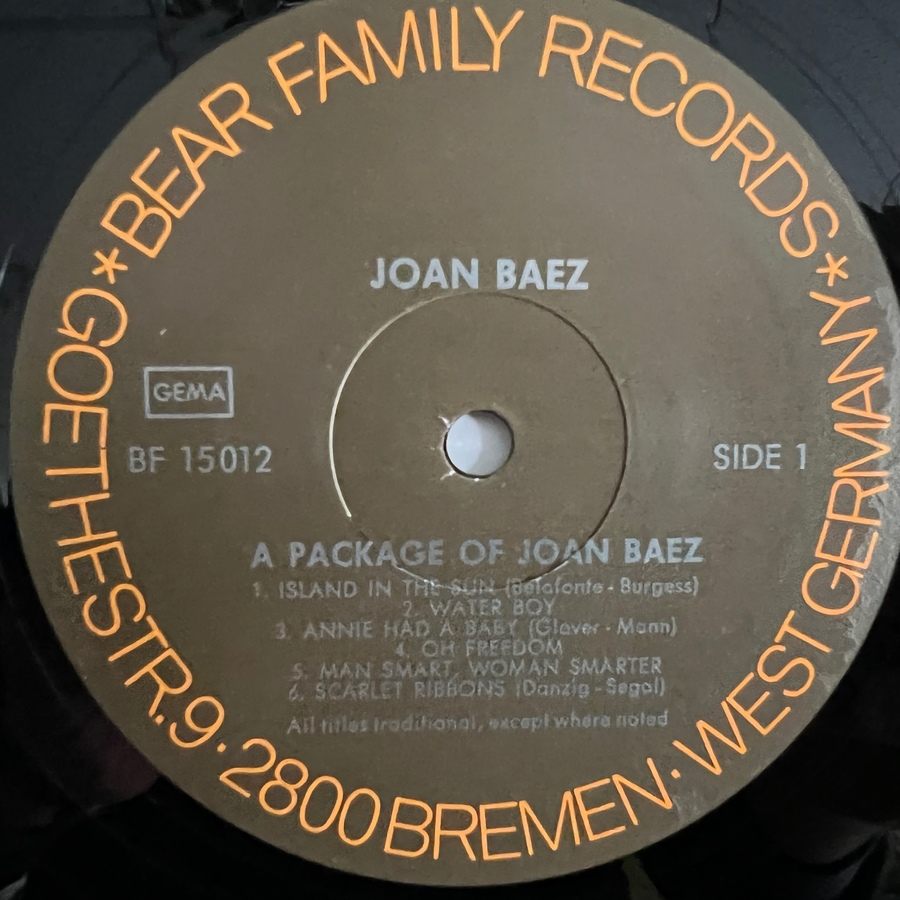 * BEAR FAMILY RECORDS *
JOAN BAEZ
GEMA
BF 15012
SIDE 1
A PACKAGE OF JOAN BAEZ
1. ISLAND IN THE SUN (Belafonte - Burgess)
2. WATER BOY
3. ANNIE HAD A BABY (Glover - Mann)
4. OH FREEDOM
5. MAN SMART, WOMAN SMARTER
6. SCARLET RIBBONS (Danzig - Segal)
All titles traditional, except where noted
GOETHESTR.9 · 2800 BREMEN · WEST GERMANY